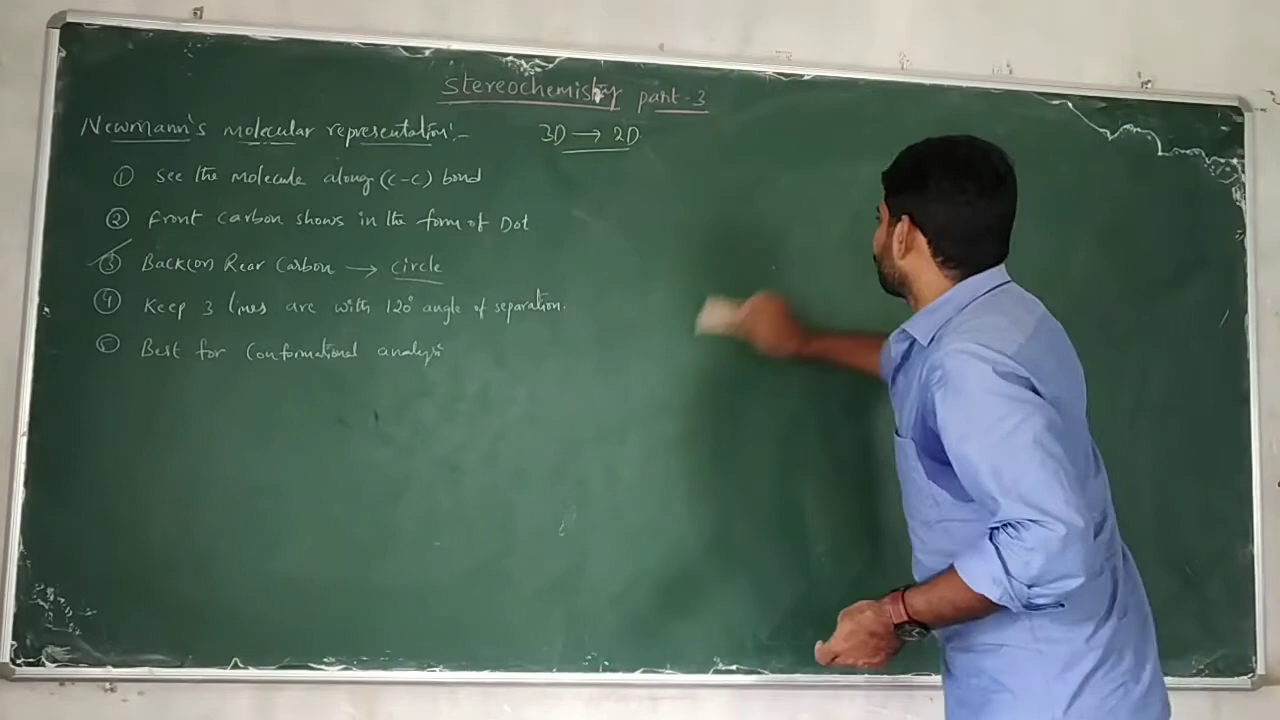 Stereochemistry part-3
Newmann's molecular representation:- 3D → 2D
① See the Molecule along (C-C) bond
② front Carbon shows in the form of Dot
③ Back(or) Rear Carbon → circle
④ Keep 3 lines are with 120° angle of separation.
⑤ Best for Conformational analysis